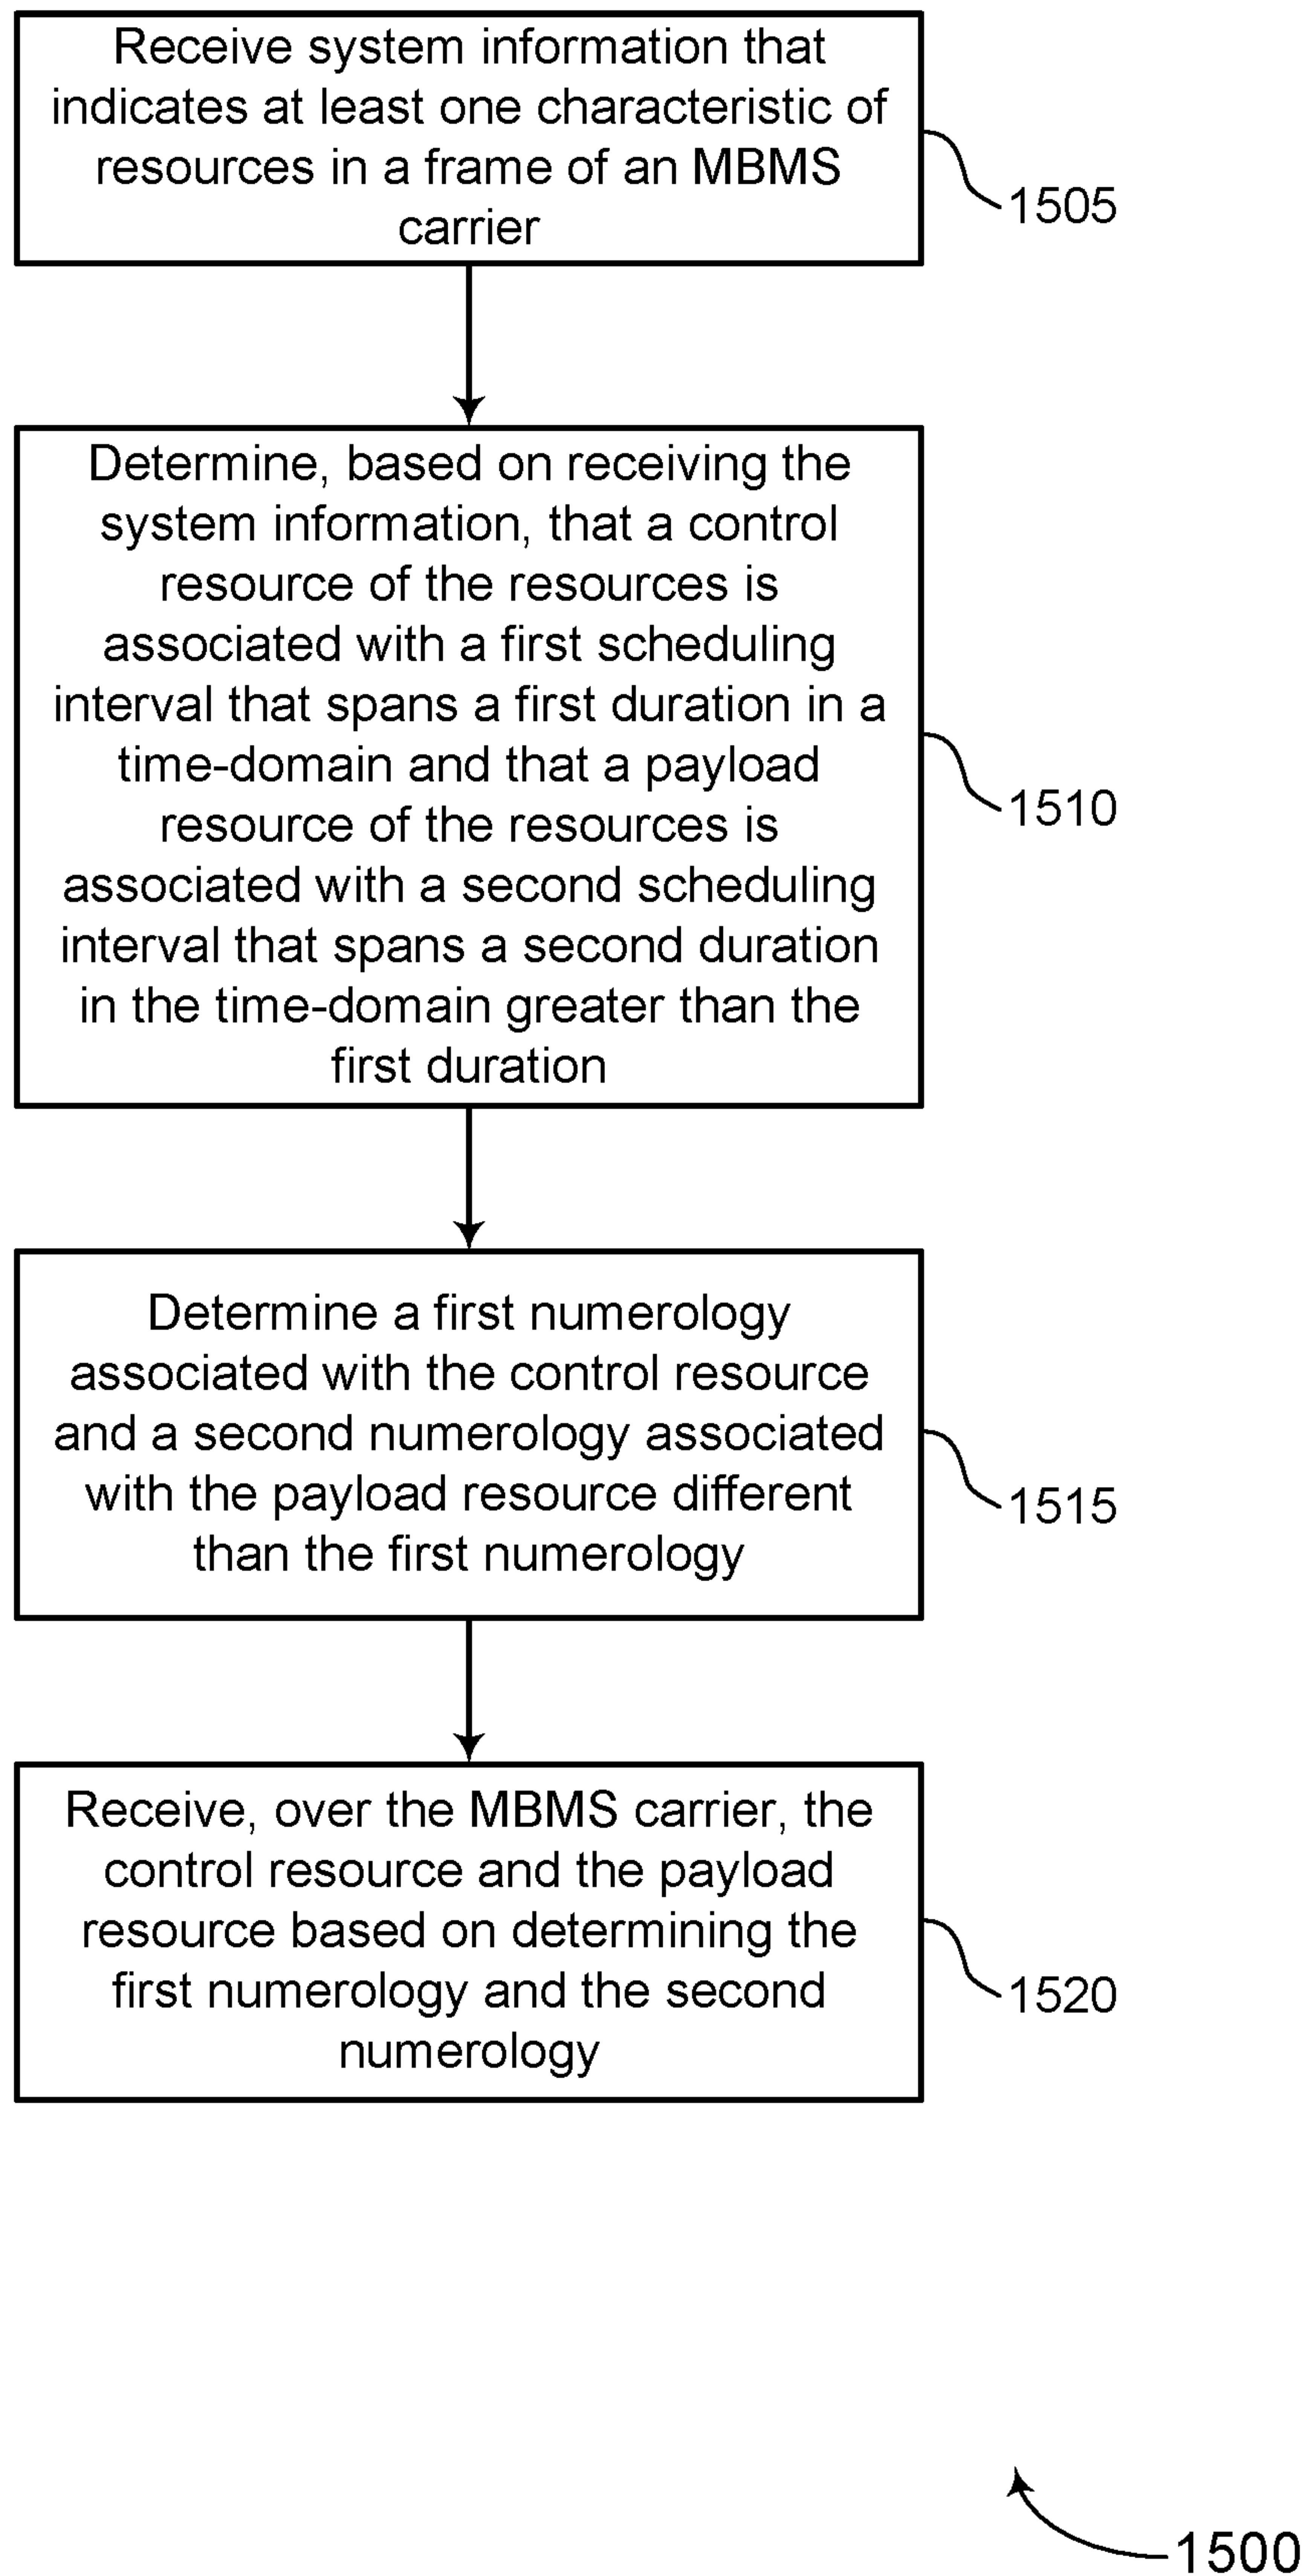 Receive system information that
indicates at least one characteristic of
resources in a frame of an MBMS
carrier
1505
Determine, based on receiving the
system information, that a control
resource of the resources is
associated with a first scheduling
interval that spans a first duration in a
time-domain and that a payload
resource of the resources is
associated with a second scheduling
interval that spans a second duration
in the time-domain greater than the
first duration
1510
Determine a first numerology
associated with the control resource
and a second numerology associated
with the payload resource different
than the first numerology
1515
Receive, over the MBMS carrier, the
control resource and the payload
resource based on determining the
first numerology and the second
numerology
1520
1500